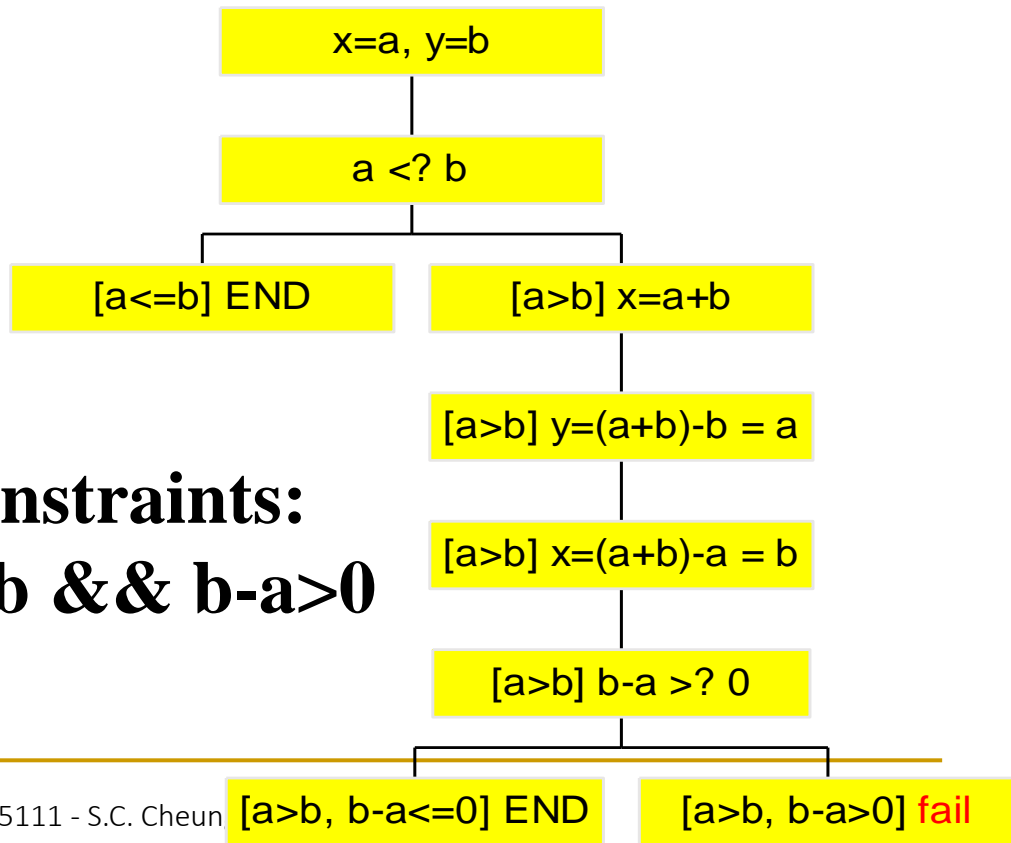 x=a, y=b
a <? b
[a<=b] END
[a>b] x=a+b
[a>b] y=(a+b)-b = a
nstraints:
b && b-a>0
[a>b] x=(a+b)-a = b
[a>b] b-a >? 0
[a>b, b-a<=0] END
[a>b, b-a>0] fail
5111 - S.C. Cheun